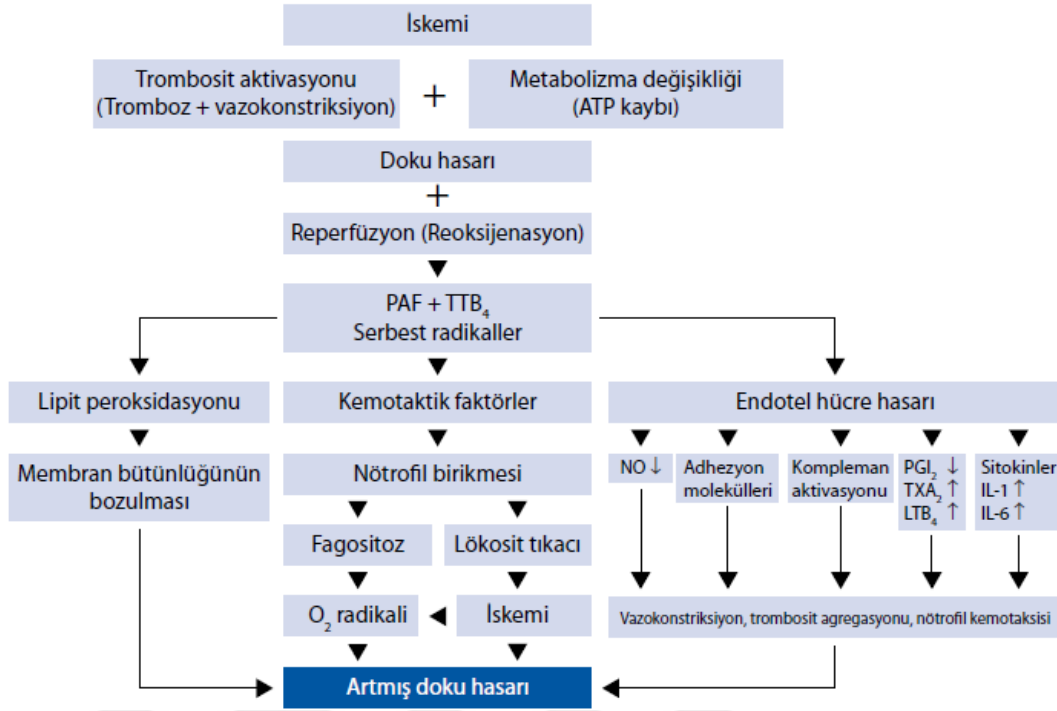 İskemi
Trombosit aktivasyonu
(Tromboz + vazokonstriksiyon)
+
Metabolizma değişikliği
(ATP kaybı)
Doku hasarı
+
Reperfüzyon (Reoksijenasyon)
PAF + TTB₄
Serbest radikaller
Lipit peroksidasyonu
Kemotaktik faktörler
Endotel hücre hasarı
Membran bütünlüğünün
bozulması
Nötrofil birikmesi
NO ↓
Adhezyon
molekülleri
Kompleman
aktivasyonu
PGI₂ ↓
TXA₂ ↑
LTB₄ ↑
Sitokinler
IL-1 ↑
IL-6 ↑
Fagositoz
Lökosit tıkacı
O₂ radikali
İskemi
Vazokonstriksiyon, trombosit agregasyonu, nötrofil kemotaksisi
Artmış doku hasarı